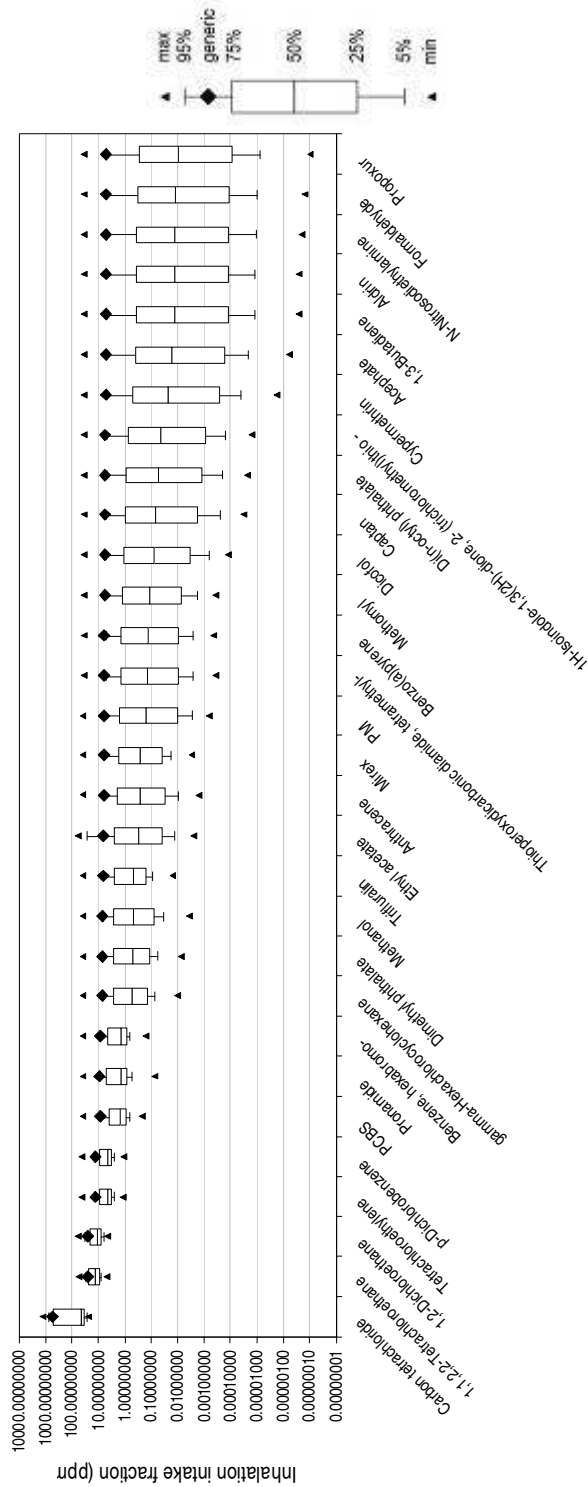 Inhalation intake fraction
10000.00000000
1000.00000000
100.00000000
10.00000000
1.00000000
0.10000000
0.01000000
0.00100000
0.00010000
0.00001000
0.00000100
0.00000010
0.00000001
Carbon tetrachloride
1,1,2,2-Tetrachloroethane
1,2-Dichloroethane
Tetrachloroethylene
p-Dichlorobenzene
PCBS
Pronamide
Benzene, hexabromo-
gamma-Hexachlorocyclohexane
Dimethyl phthalate
Methanol
Trifluralin
Ethyl acetate
Anthracene
Mirex
PM
Thioperoxydicarbonic diamide, tetramethyl-
Benzo(a)pyrene
Methomyl
Dicofol
Captan
Di(n-octyl) phthalate
1H-Isoindole-1,3(2H)-dione, 2- (trichloromethyl)thio -
Cypermethrin
Acephate
1,3-Butadiene
Aldrin
N-Nitrosodiethylamine
Formaldehyde
Propoxur
max
95%
generic
75%
50%
25%
5%
min